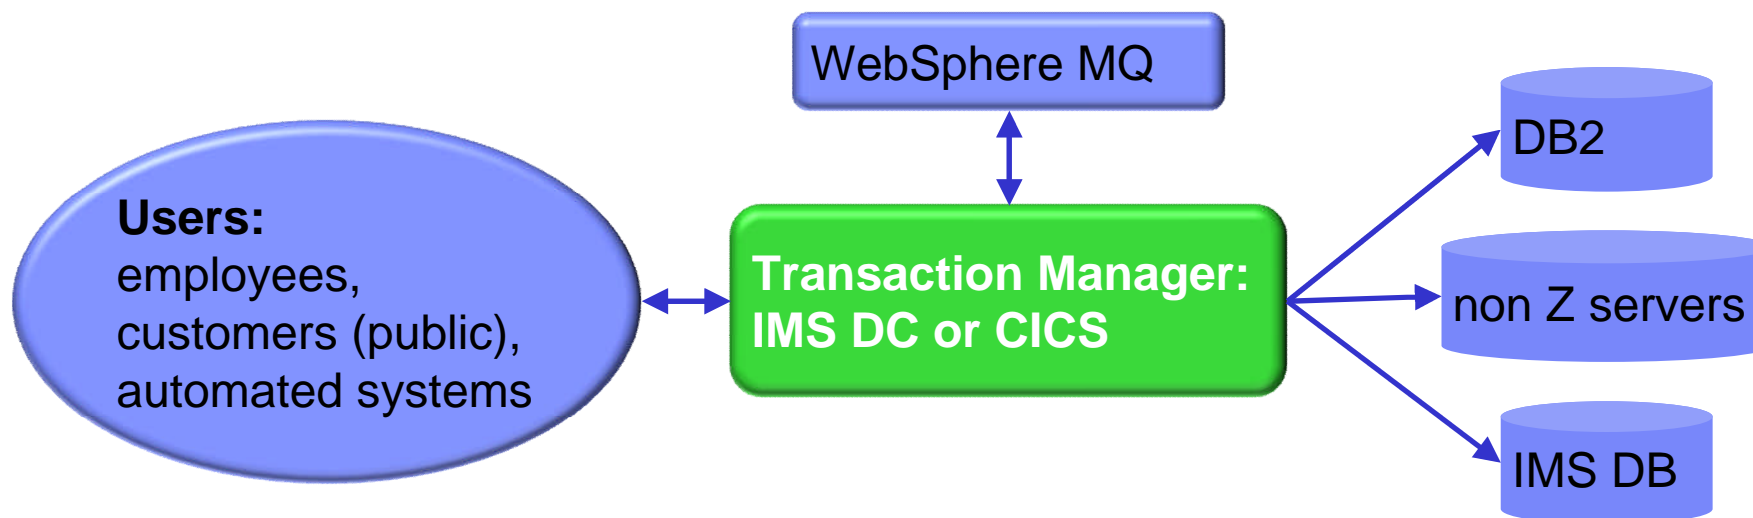 WebSphere MQ
Users:
employees,
customers (public),
automated systems
Transaction Manager:
IMS DC or CICS
DB2
non Z servers
IMS DB